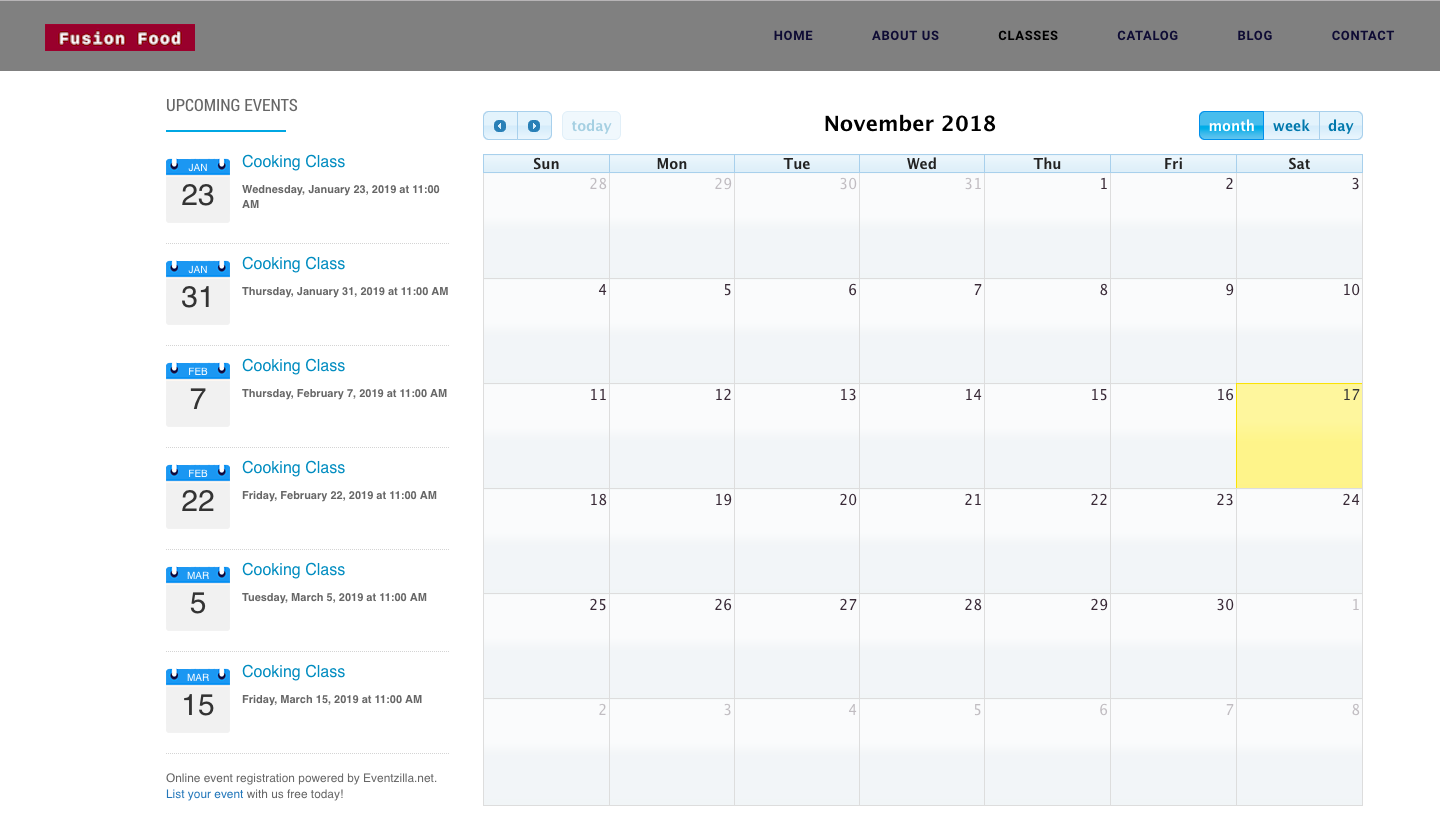 Fusion Food
HOME ABOUT US CLASSES CATALOG BLOG CONTACT
UPCOMING EVENTS
JAN
23
Cooking Class
Wednesday, January 23, 2019 at 11:00
AM
JAN
31
Cooking Class
Thursday, January 31, 2019 at 11:00 AM
FEB
7
Cooking Class
Thursday, February 7, 2019 at 11:00 AM
FEB
22
Cooking Class
Friday, February 22, 2019 at 11:00 AM
MAR
5
Cooking Class
Tuesday, March 5, 2019 at 11:00 AM
MAR
15
Cooking Class
Friday, March 15, 2019 at 11:00 AM
Online event registration powered by Eventzilla.net.
List your event with us free today!
today
November 2018
month week day
Sun Mon Tue Wed Thu Fri Sat
28 29 30 31 1 2 3
4 5 6 7 8 9 10
11 12 13 14 15 16 17
18 19 20 21 22 23 24
25 26 27 28 29 30 1
2 3 4 5 6 7 8